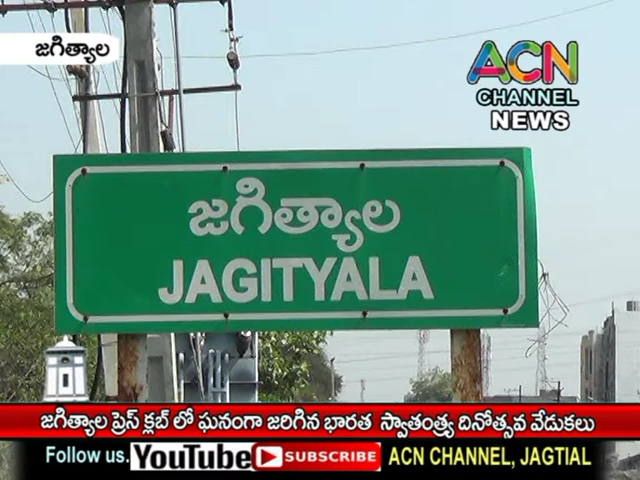 జగిత్యాల
ACN
CHANNEL
NEWS
జగిత్యాల
JAGITYALA
జగిత్యాల ప్రెస్ క్లబ్ లో ఘనంగా జరిగిన భారత స్వాతంత్ర్య దినోత్సవ వేడుకలు
Follow us. YouTube SUBSCRIBE ACN CHANNEL, JAGTIAL